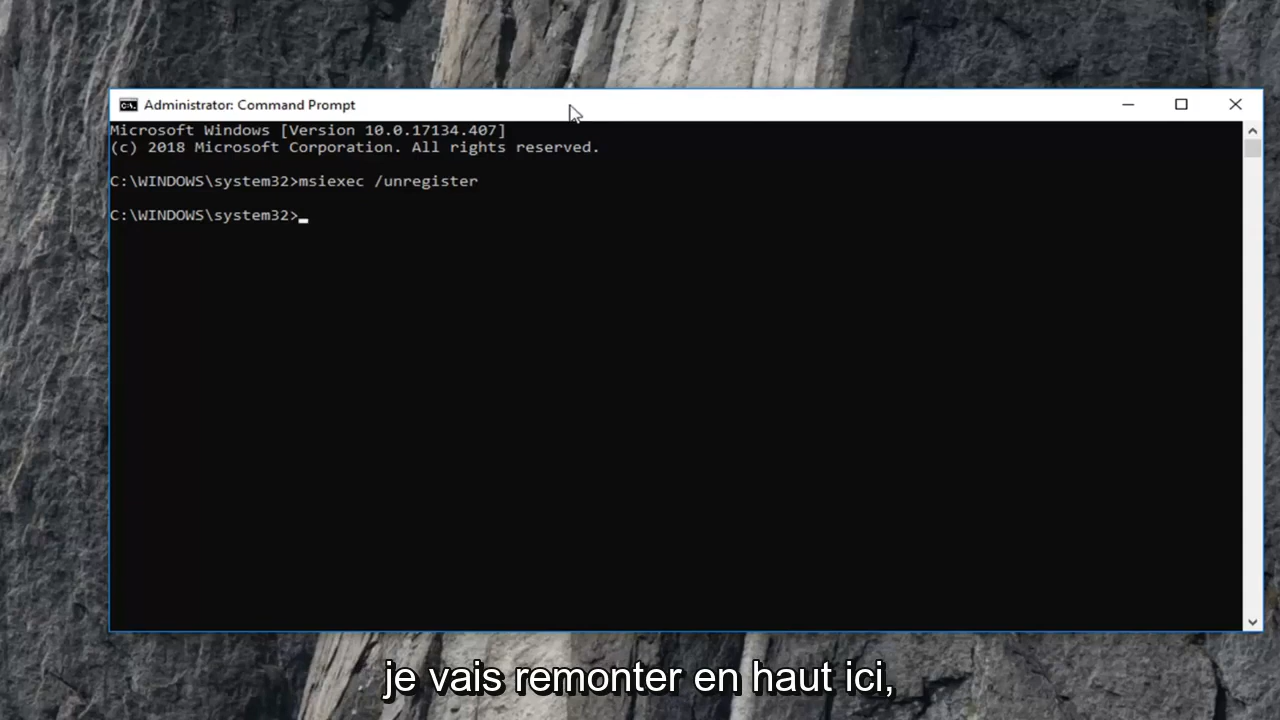 Administrator: Command Prompt
Microsoft Windows [Version 10.0.17134.407]
(c) 2018 Microsoft Corporation. All rights reserved.
C:\WINDOWS\system32>msiexec /unregister
C:\WINDOWS\system32>
je vais remonter en haut ici,